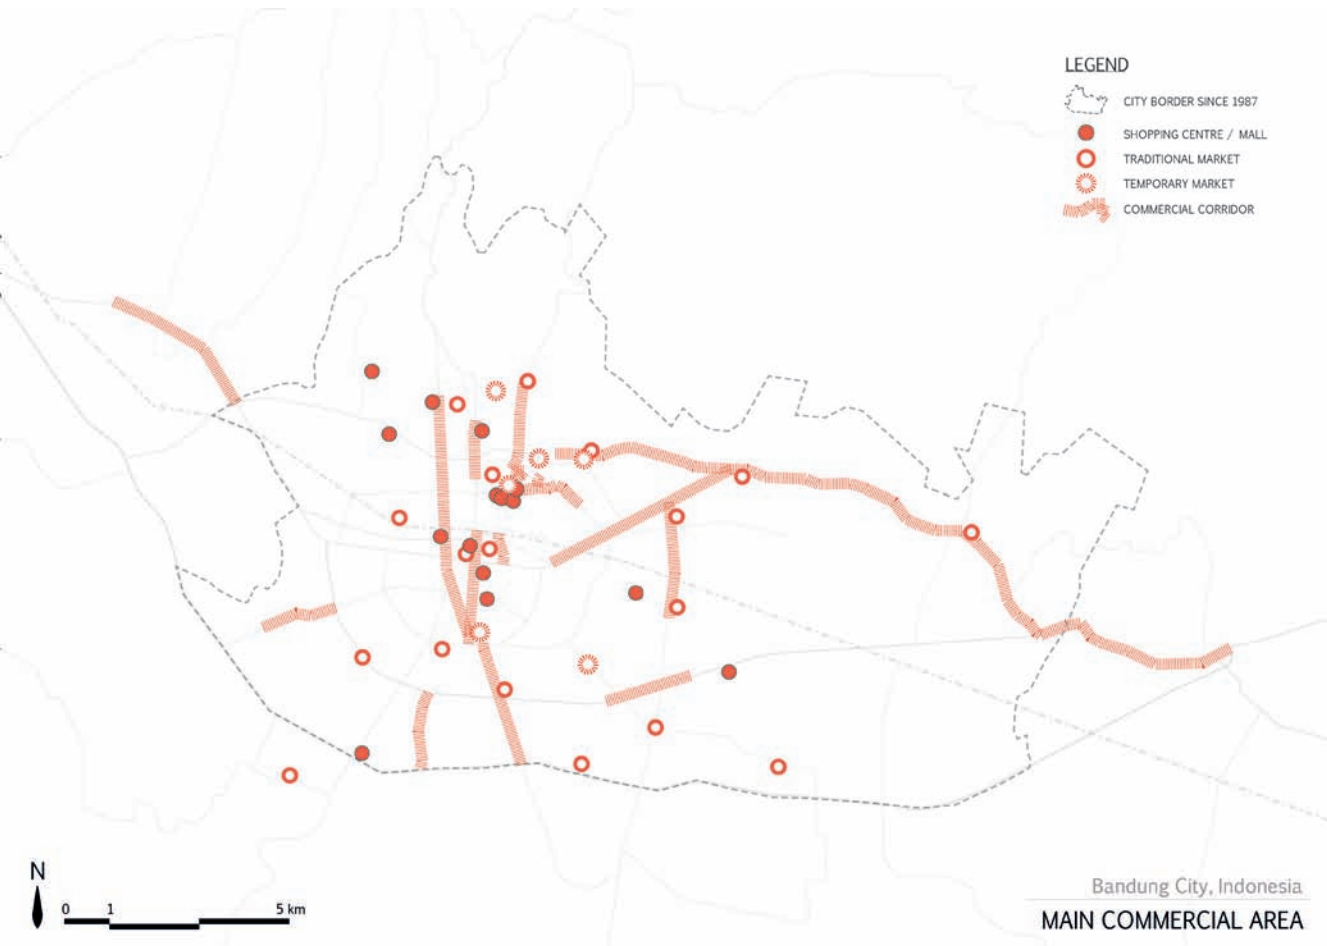 LEGEND
CITY BORDER SINCE 1987
SHOPPING CENTRE / MALL
TRADITIONAL MARKET
TEMPORARY MARKET
COMMERCIAL CORRIDOR
N
0 1 5 km
Bandung City, Indonesia
MAIN COMMERCIAL AREA